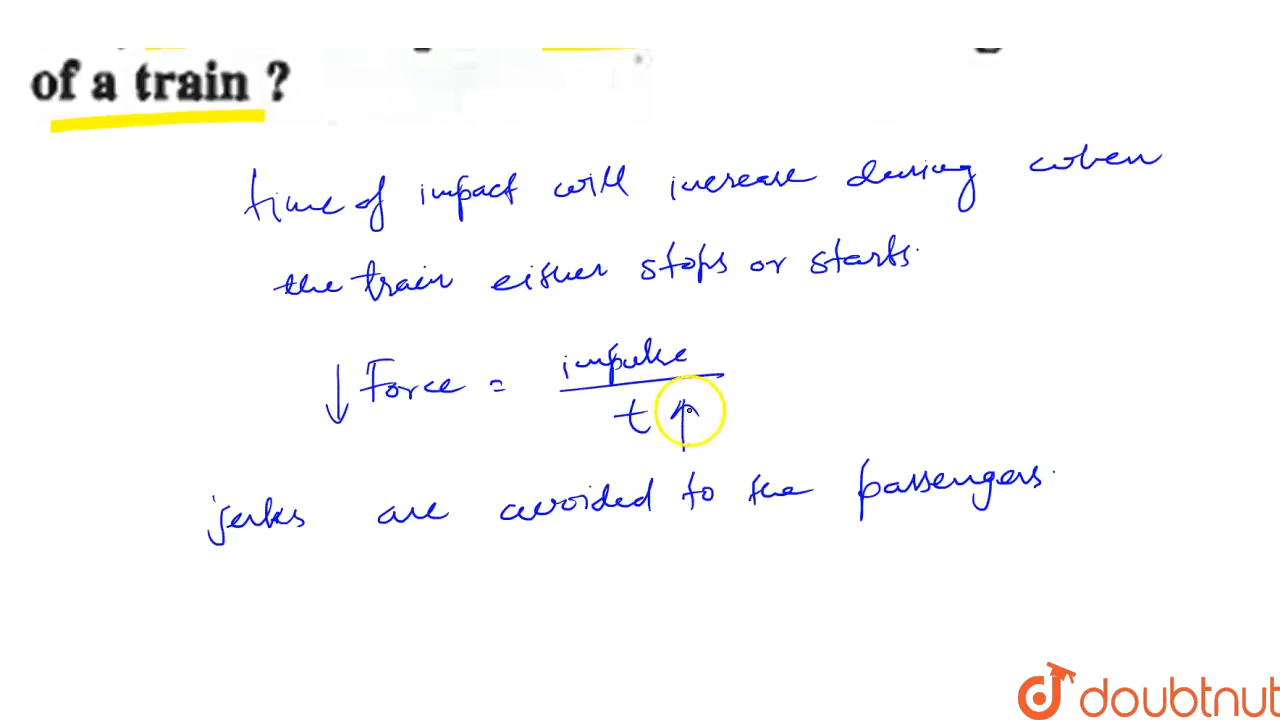 of a train ?
time of impact will increase during when
the train either stops or starts.
↓ Force = impulse
t ↑
jerks are avoided to the passengers.
doubtnut